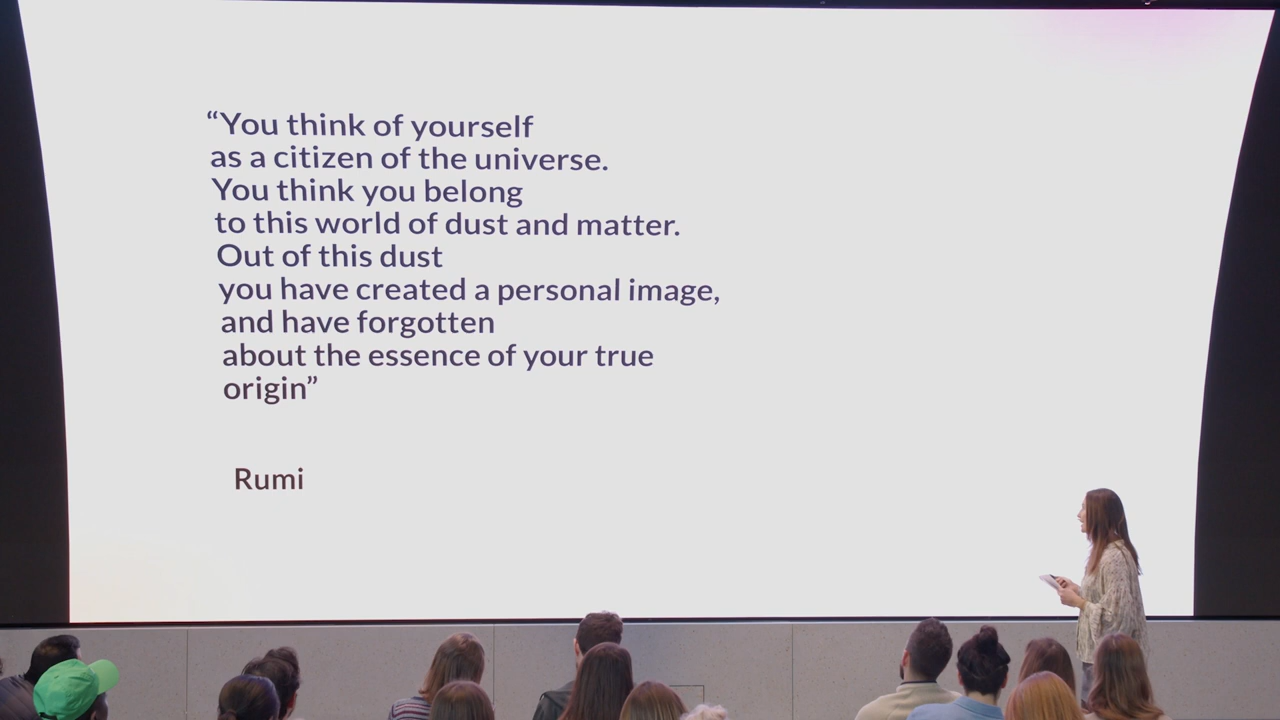 “You think of yourself
as a citizen of the universe.
You think you belong
to this world of dust and matter.
Out of this dust
you have created a personal image,
and have forgotten
about the essence of your true
origin”
Rumi